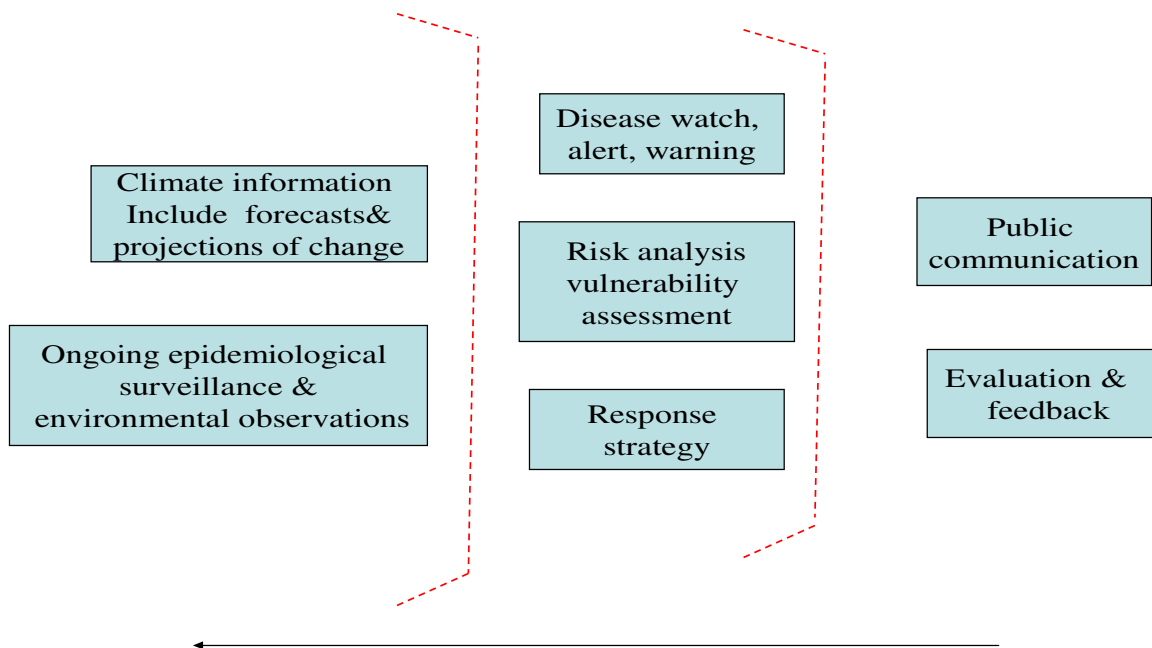 Climate information
Include forecasts&
projections of change
Ongoing epidemiological
surveillance &
environmental observations
Disease watch,
alert, warning
Risk analysis
vulnerability
assessment
Response
strategy
Public
communication
Evaluation &
feedback